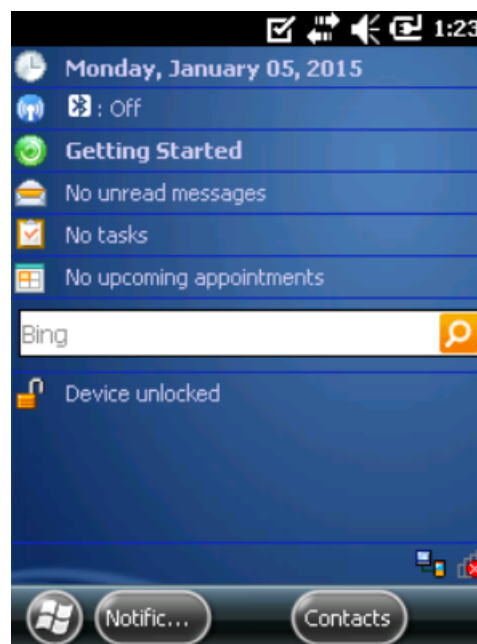 1:23
Monday, January 05, 2015
: Off
Getting Started
No unread messages
No tasks
No upcoming appointments
Bing
Device unlocked
Notific...
Contacts